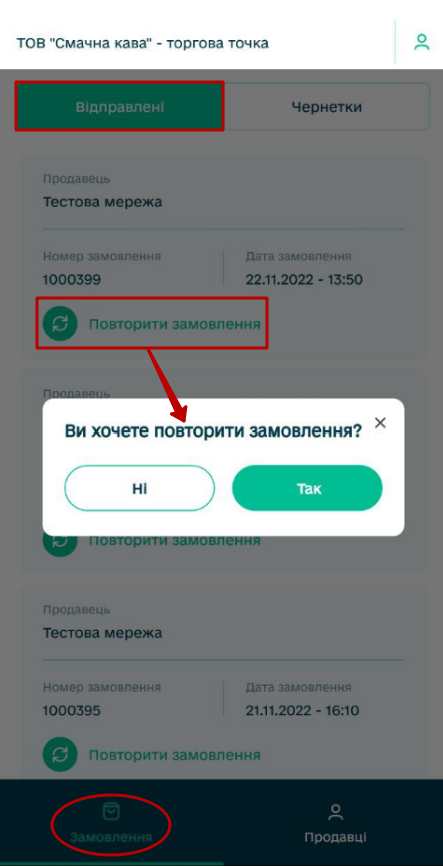 ТОВ "Смачна кава" - торгова точка
Відправлені
Чернетки
Продавець
Тестова мережа
Номер замовлення
Дата замовлення
1000399
22.11.2022 - 13:50
Повторити замовлення
Продавець
Ви хочете повторити замовлення?
Ні
Так
Повторити замовлення
Продавець
Тестова мережа
Номер замовлення
Дата замовлення
1000395
21.11.2022 - 16:10
Повторити замовлення
Замовлення
Продавці